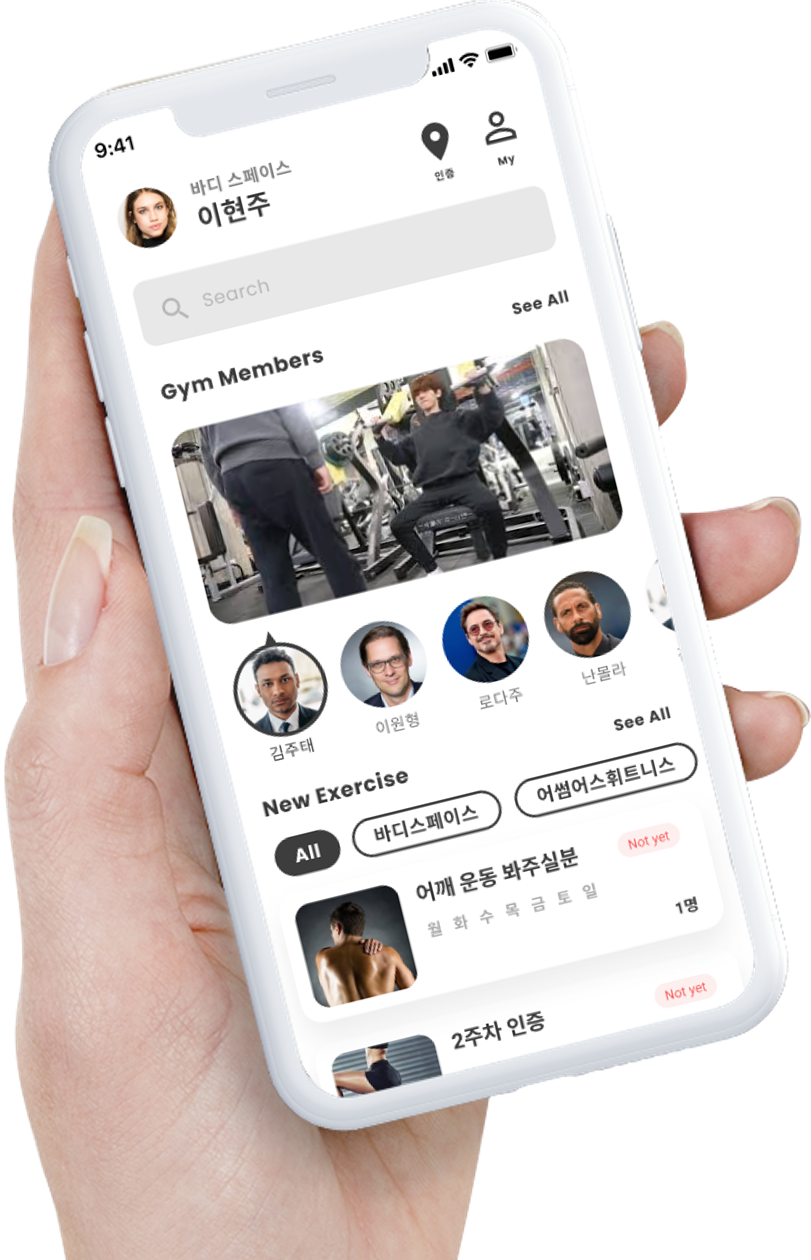 9:41
바디 스페이스
이현주
인증
My
Search
Gym Members
See All
김주태
이원형
로다주
난몰라
New Exercise
See All
All
바디스페이스
어썸어스휘트니스
어깨 운동 봐주실분
Not yet
월 화 수 목 금 토 일
1명
2주차 인증
Not yet